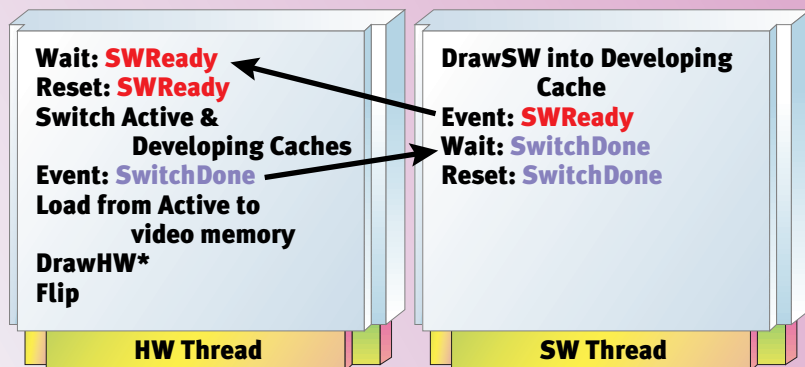 Wait: SWReady
Reset: SWReady
Switch Active &
Developing Caches
Event: SwitchDone
Load from Active to
video memory
DrawHW*
Flip
HW Thread
DrawSW into Developing
Cache
Event: SWReady
Wait: SwitchDone
Reset: SwitchDone
SW Thread